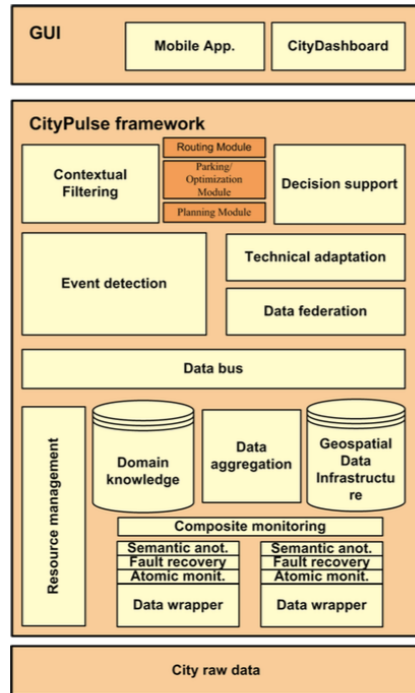 GUI
Mobile App.
CityDashboard
CityPulse framework
Contextual
Filtering
Routing Module
Parking/
Optimization
Module
Planning Module
Decision support
Event detection
Technical adaptation
Data federation
Data bus
Resource management
Domain
knowledge
Data
aggregation
Geospatial
Data
Infrastructu
re
Composite monitoring
Semantic anot.
Fault recovery
Atomic monit.
Data wrapper
Semantic anot.
Fault recovery
Atomic monit.
Data wrapper
City raw data